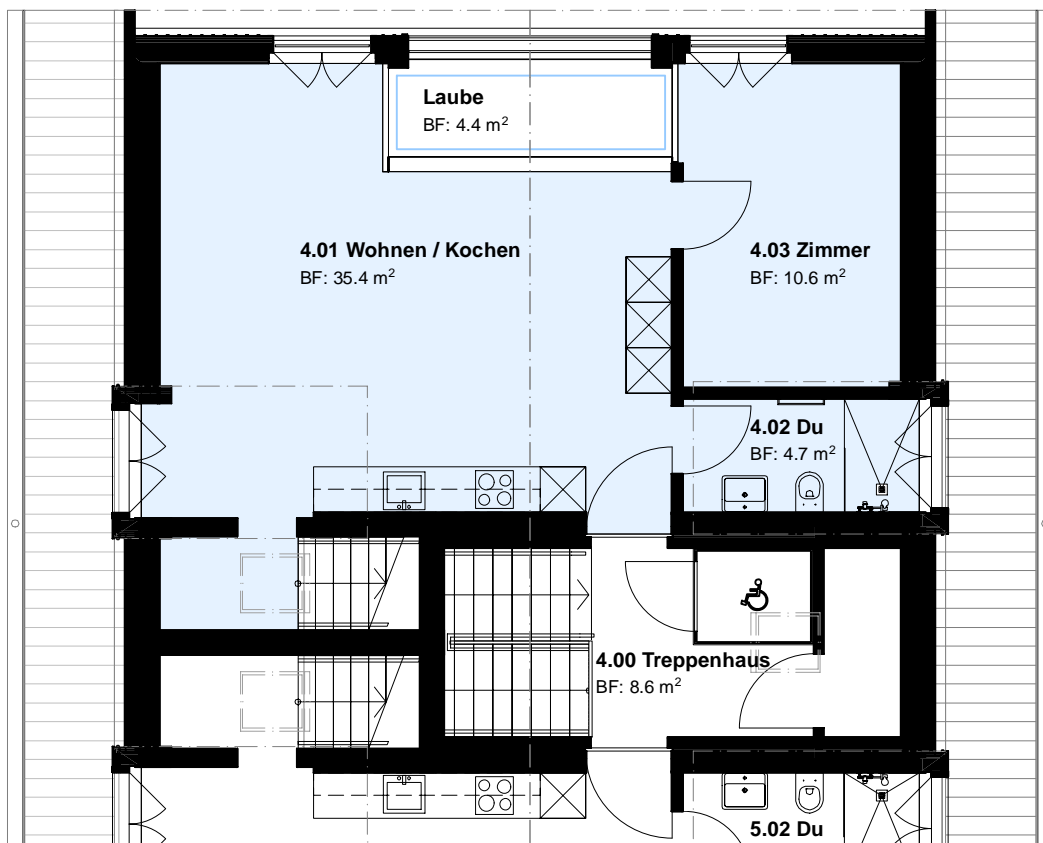 Laube
BF: 4.4 m²
4.01 Wohnen / Kochen
BF: 35.4 m²
4.03 Zimmer
BF: 10.6 m²
4.02 Du
BF: 4.7 m²
4.00 Treppenhaus
BF: 8.6 m²
5.02 Du